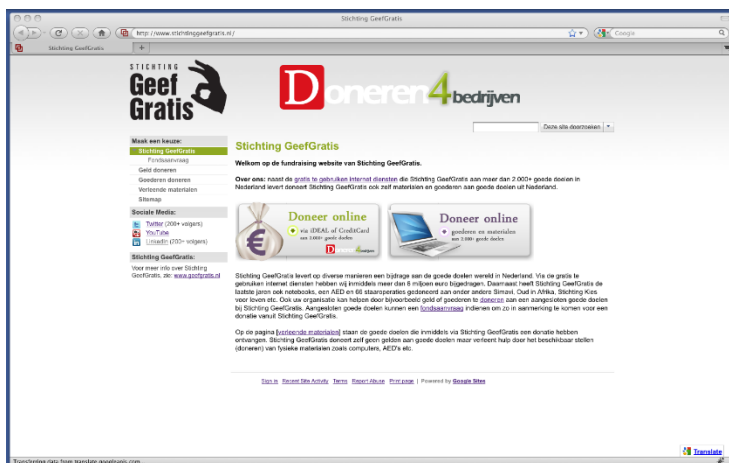 Stichting GeefGratis
http://www.stichtinggeefgratis.nl/
Google
Stichting GeefGratis
STICHTING
Geef
Gratis
Doneren4bedrijven
Deze site doorzoeken
Maak een keuze:
Stichting GeefGratis
Fondsaanvraag
Geld doneren
Goederen doneren
Verleende materialen
Sitemap
Sociale Media:
Twitter (200+ volgers)
YouTube
LinkedIn (200+ volgers)
Stichting GeefGratis:
Voor meer info over Stichting
GeefGratis, zie: www.geefgratis.nl
Stichting GeefGratis
Welkom op de fundraising website van Stichting GeefGratis.
Over ons: naast de gratis te gebruiken internet diensten die Stichting GeefGratis aan meer dan 2.000+ goede doelen in
Nederland levert doneert Stichting GeefGratis ook zelf materialen en goederen aan goede doelen uit Nederland.
Doneer online
via iDEAL of CreditCard
aan 2.000+ goede doelen
Doneren4bedrijven
Doneer online
goederen en materialen
aan 2.000+ goede doelen
Stichting GeefGratis levert op diverse manieren een bijdrage aan de goede doelen wereld in Nederland. Via de gratis te
gebruiken internet diensten hebben wij inmiddels meer dan 8 miljoen euro bijgedragen. Daarnaast heeft Stichting GeefGratis de
laatste jaren ook notebooks, een AED en 66 staaroperaties gedoneerd aan onder andere Simavi, Oud in Afrika, Stichting Kies
voor leven etc. Ook uw organisatie kan helpen door bijvoorbeeld geld of goederen te doneren aan een aangesloten goede doelen
bij Stichting GeefGratis. Aangesloten goede doelen kunnen een fondsaanvraag indienen om zo in aanmerking te komen voor een
donatie vanuit Stichting GeefGratis.
Op de pagina [verleende materialen] staan de goede doelen die inmiddels via Stichting GeefGratis een donatie hebben
ontvangen. Stichting GeefGratis doneert zelf geen gelden aan goede doelen maar verleent hulp door het beschikbaar stellen
(doneren) van fysieke materialen zoals computers, AED's etc.
Sign in Recent Site Activity Terms Report Abuse Print page | Powered by Google Sites
Translate
Transferring data from translate.googleapis.com...